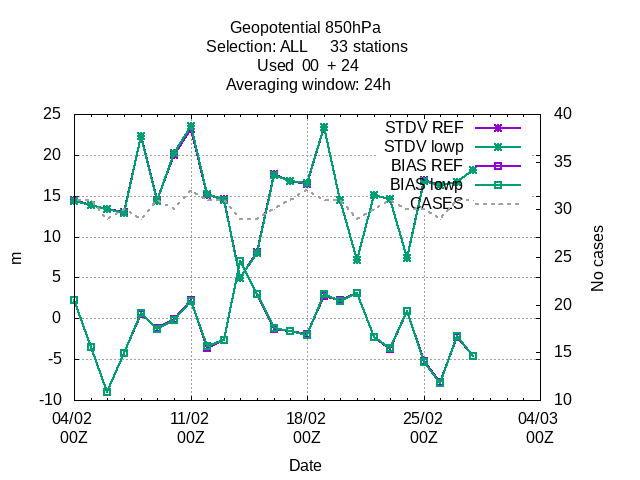 Geopotential 850hPa
Selection: ALL     33 stations
Used  00  + 24
Averaging window: 24h
25
20
15
10
5
0
-5
-10
m
40
35
30
25
20
15
10
No cases
STDV REF
STDV lowp
BIAS REF
BIAS lowp
CASES
04/02 11/02 18/02 25/02 04/03
00Z 00Z 00Z 00Z 00Z
Date